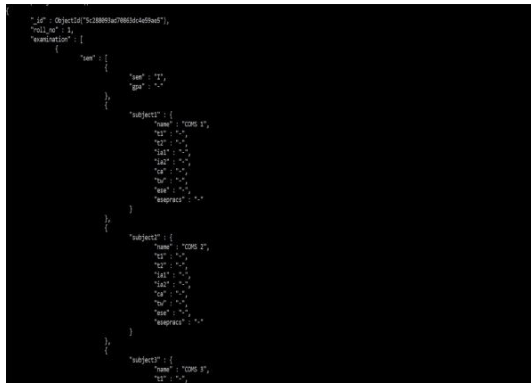 {
"_id" : ObjectId("5c288093ad70863dc4e59ae5"),
"roll_no" : 1,
"examination" : [
{
"sem" : [
{
"sem" : "I",
"gpa" : "-"
},
{
"subject1" : {
"name" : "COMS 1",
"t1" : "-",
"t2" : "-",
"ia1" : "-",
"ia2" : "-",
"ca" : "-",
"tw" : "-",
"ese" : "-",
"esepracs" : "-"
}
},
{
"subject2" : {
"name" : "COMS 2",
"t1" : "-",
"t2" : "-",
"ia1" : "-",
"ia2" : "-",
"ca" : "-",
"tw" : "-",
"ese" : "-",
"esepracs" : "-"
}
},
{
"subject3" : {
"name" : "COMS 3",
"t1" : "-",